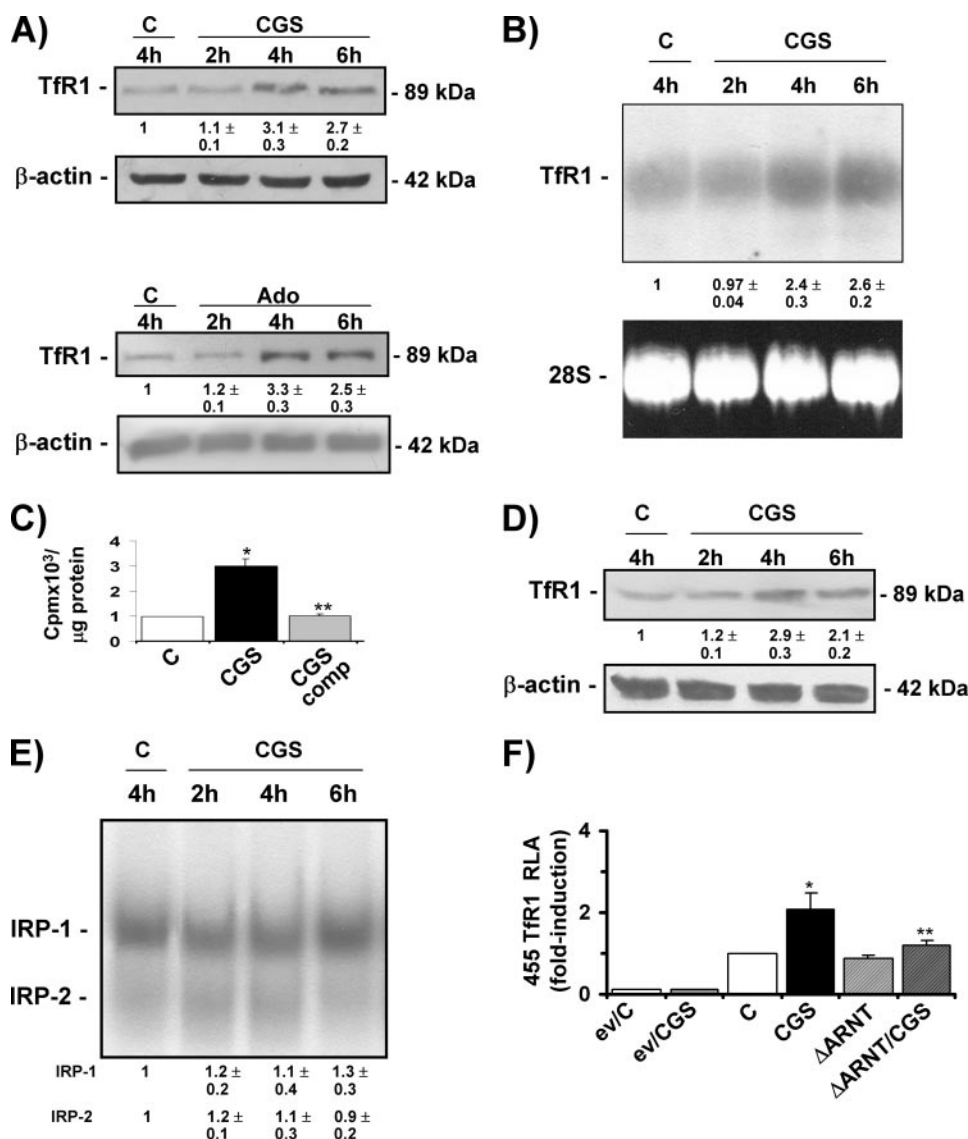 A)
C CGS
4h 2h 4h 6h
TfR1 - - 89 kDa
1 1.1 ± 3.1 ± 2.7 ±
0.1 0.3 0.2
β-actin - - 42 kDa
C Ado
4h 2h 4h 6h
TfR1 - - 89 kDa
1 1.2 ± 3.3 ± 2.5 ±
0.1 0.3 0.3
β-actin - - 42 kDa
B)
C CGS
4h 2h 4h 6h
TfR1 -
1 0.97 ± 2.4 ± 2.6 ±
0.04 0.3 0.2
28S -
C)
Cpmx10³/
μg protein
4
3
2
1
0
* **
C CGS CGS
comp
D)
C CGS
4h 2h 4h 6h
TfR1 - - 89 kDa
1 1.2 ± 2.9 ± 2.1 ±
0.1 0.3 0.2
β-actin - - 42 kDa
E)
C CGS
4h 2h 4h 6h
IRP-1 -
IRP-2 -
IRP-1 1 1.2 ± 1.1 ± 1.3 ±
0.2 0.4 0.3
IRP-2 1 1.2 ± 1.1 ± 0.9 ±
0.1 0.3 0.2
F)
455 TfR1 RLA
(fold-induction)
4
2
0
* **
ev/C ev/CGS C CGS ΔARNT ΔARNT/CGS